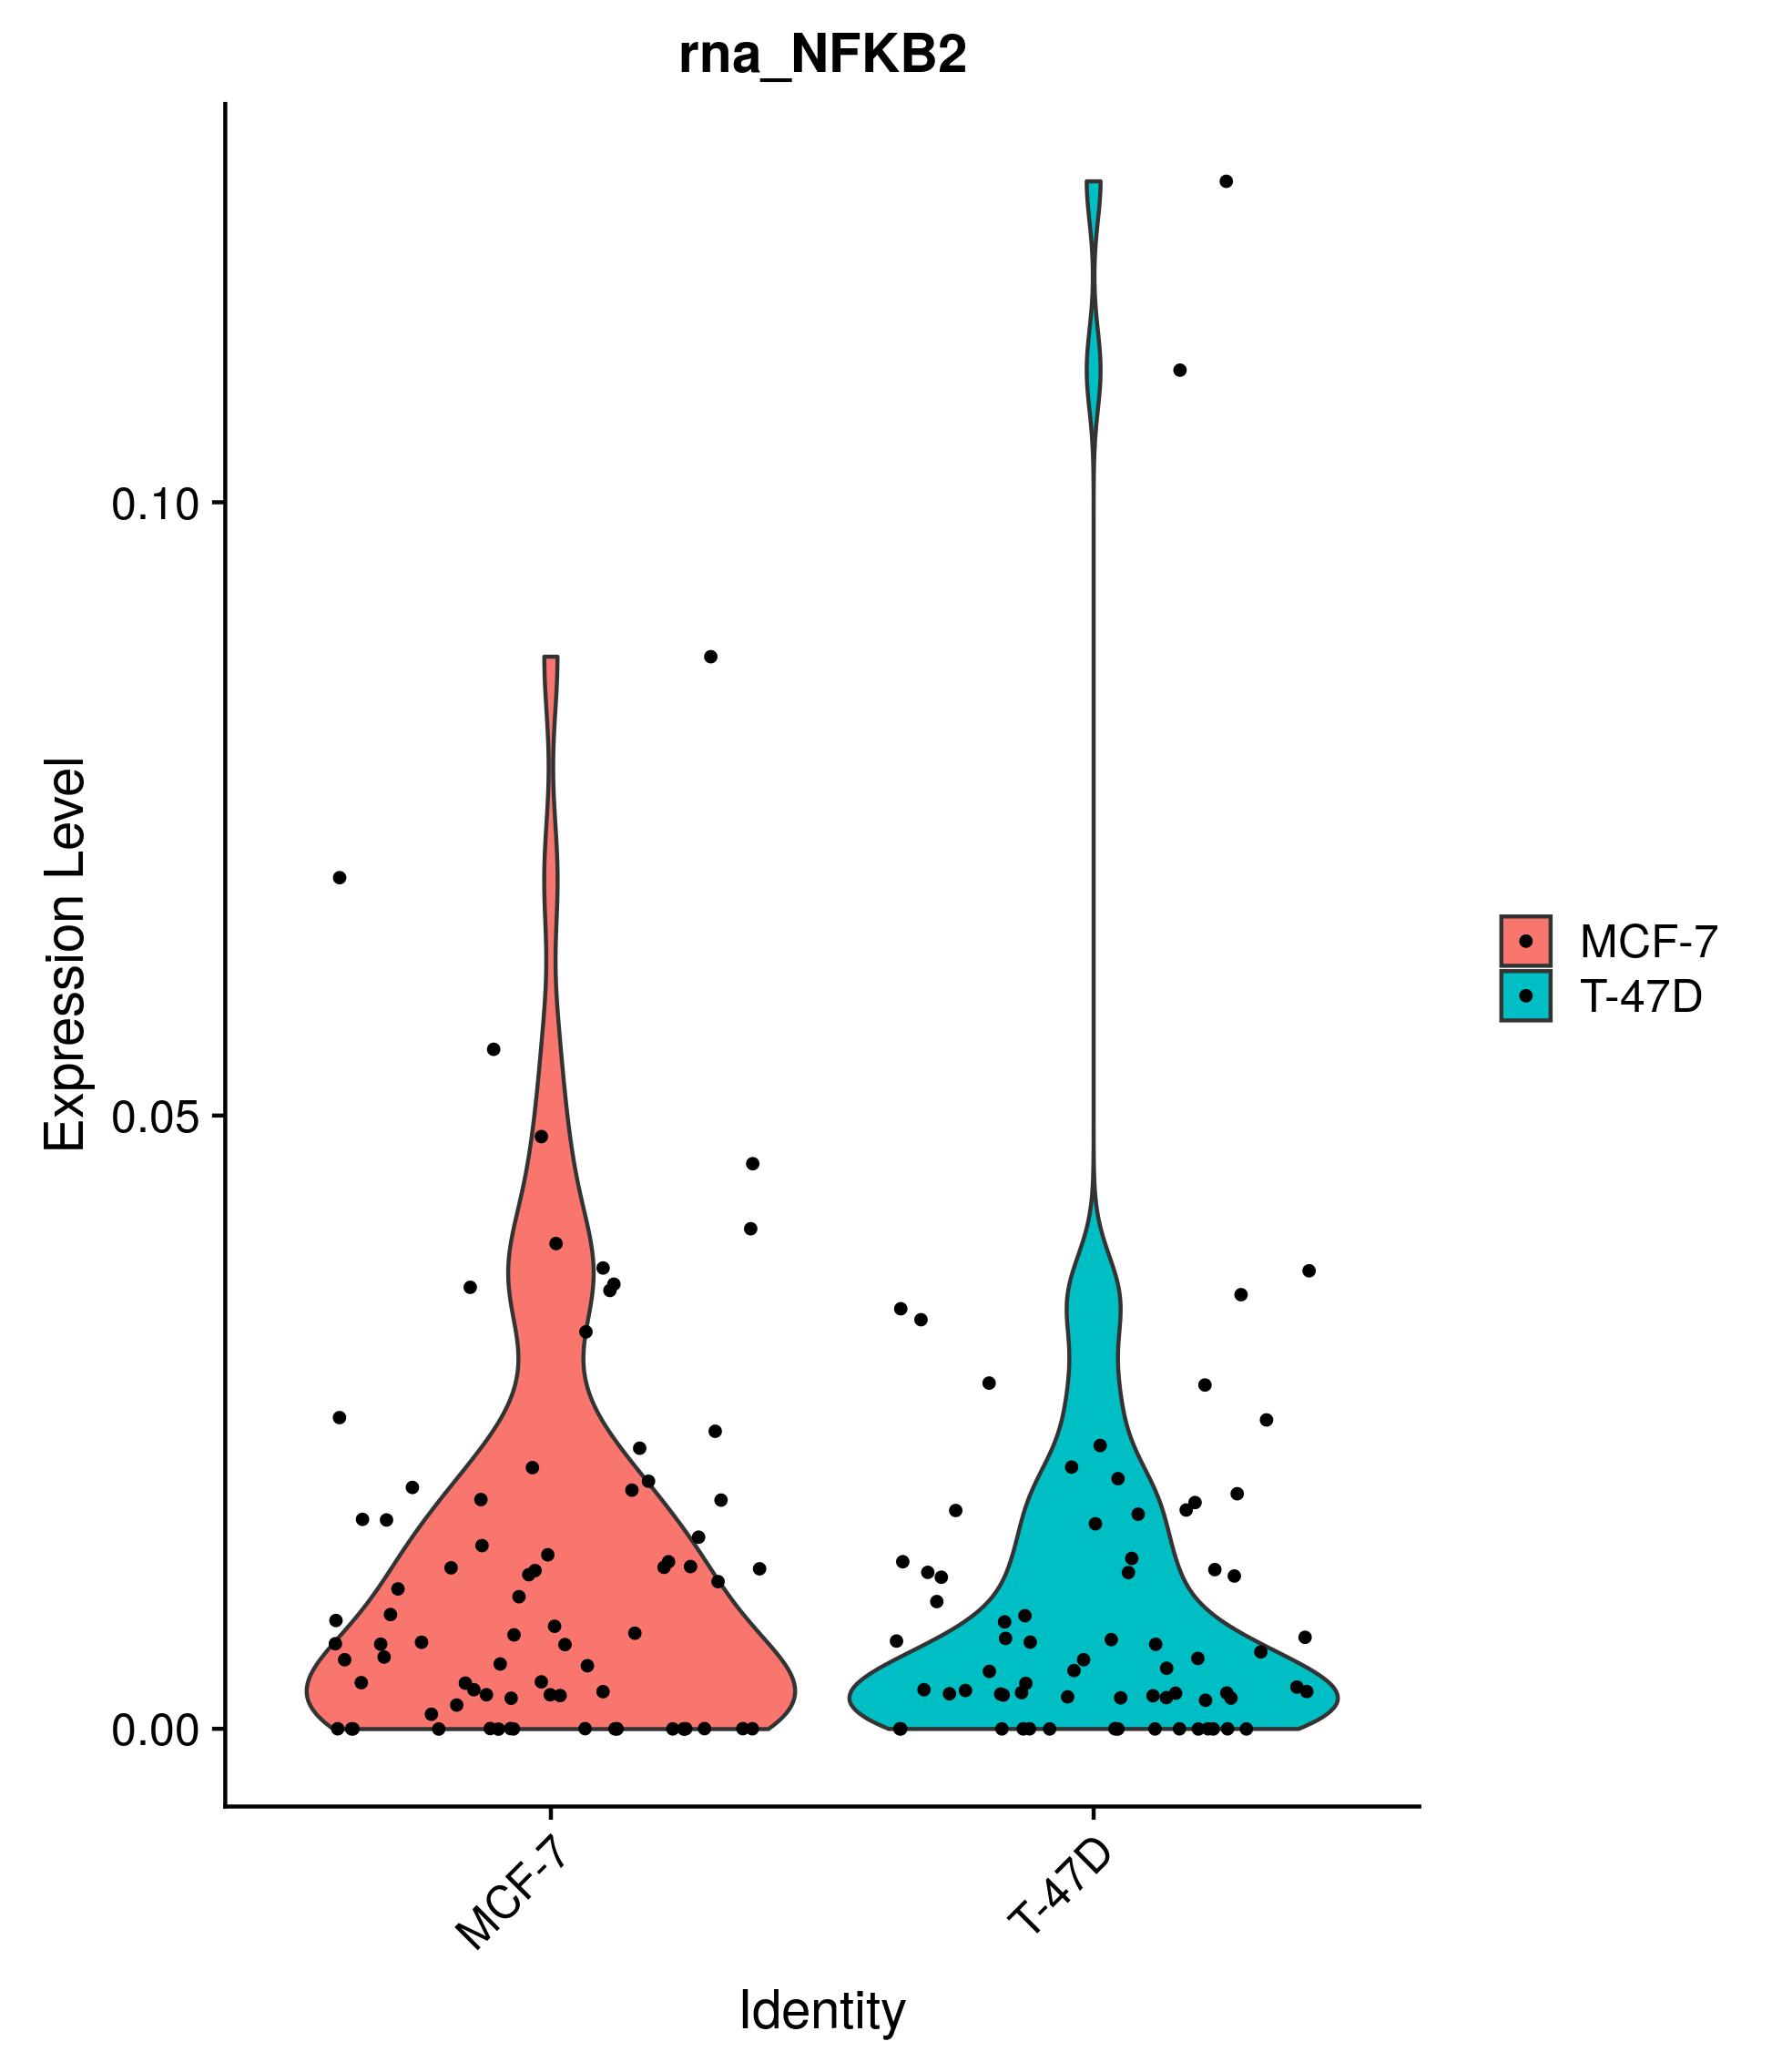 rna_NFKB2
Expression Level
0.10
0.05
0.00
MCF-7
T-47D
Identity
MCF-7
T-47D